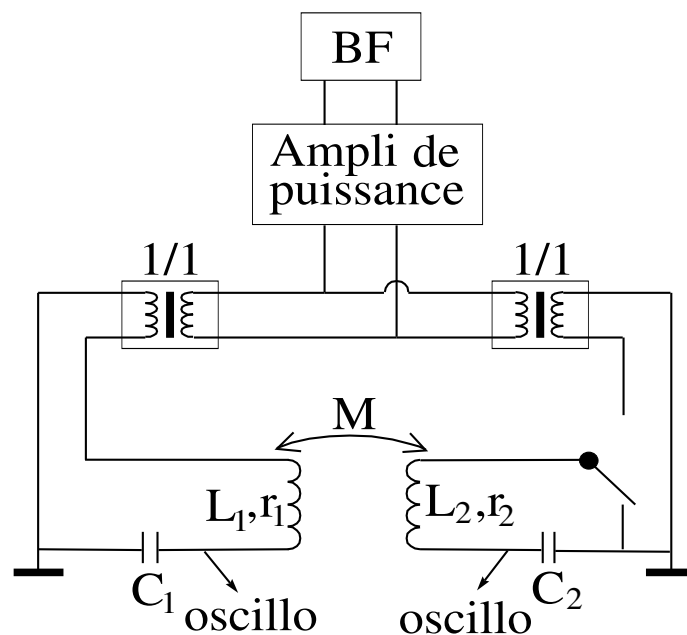 BF
Ampli de
puissance
1/1
1/1
M
L1,r1
L2,r2
C1
C2
oscillo
oscillo